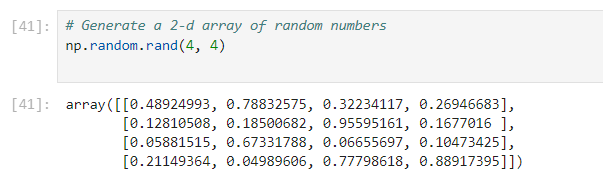 [41]: # Generate a 2-d array of random numbers
np.random.rand(4, 4)
[41]: array([[0.48924993, 0.78832575, 0.32234117, 0.26946683],
[0.12810508, 0.18500682, 0.95595161, 0.1677016 ],
[0.05881515, 0.67331788, 0.06655697, 0.10473425],
[0.21149364, 0.04989606, 0.77798618, 0.88917395]])